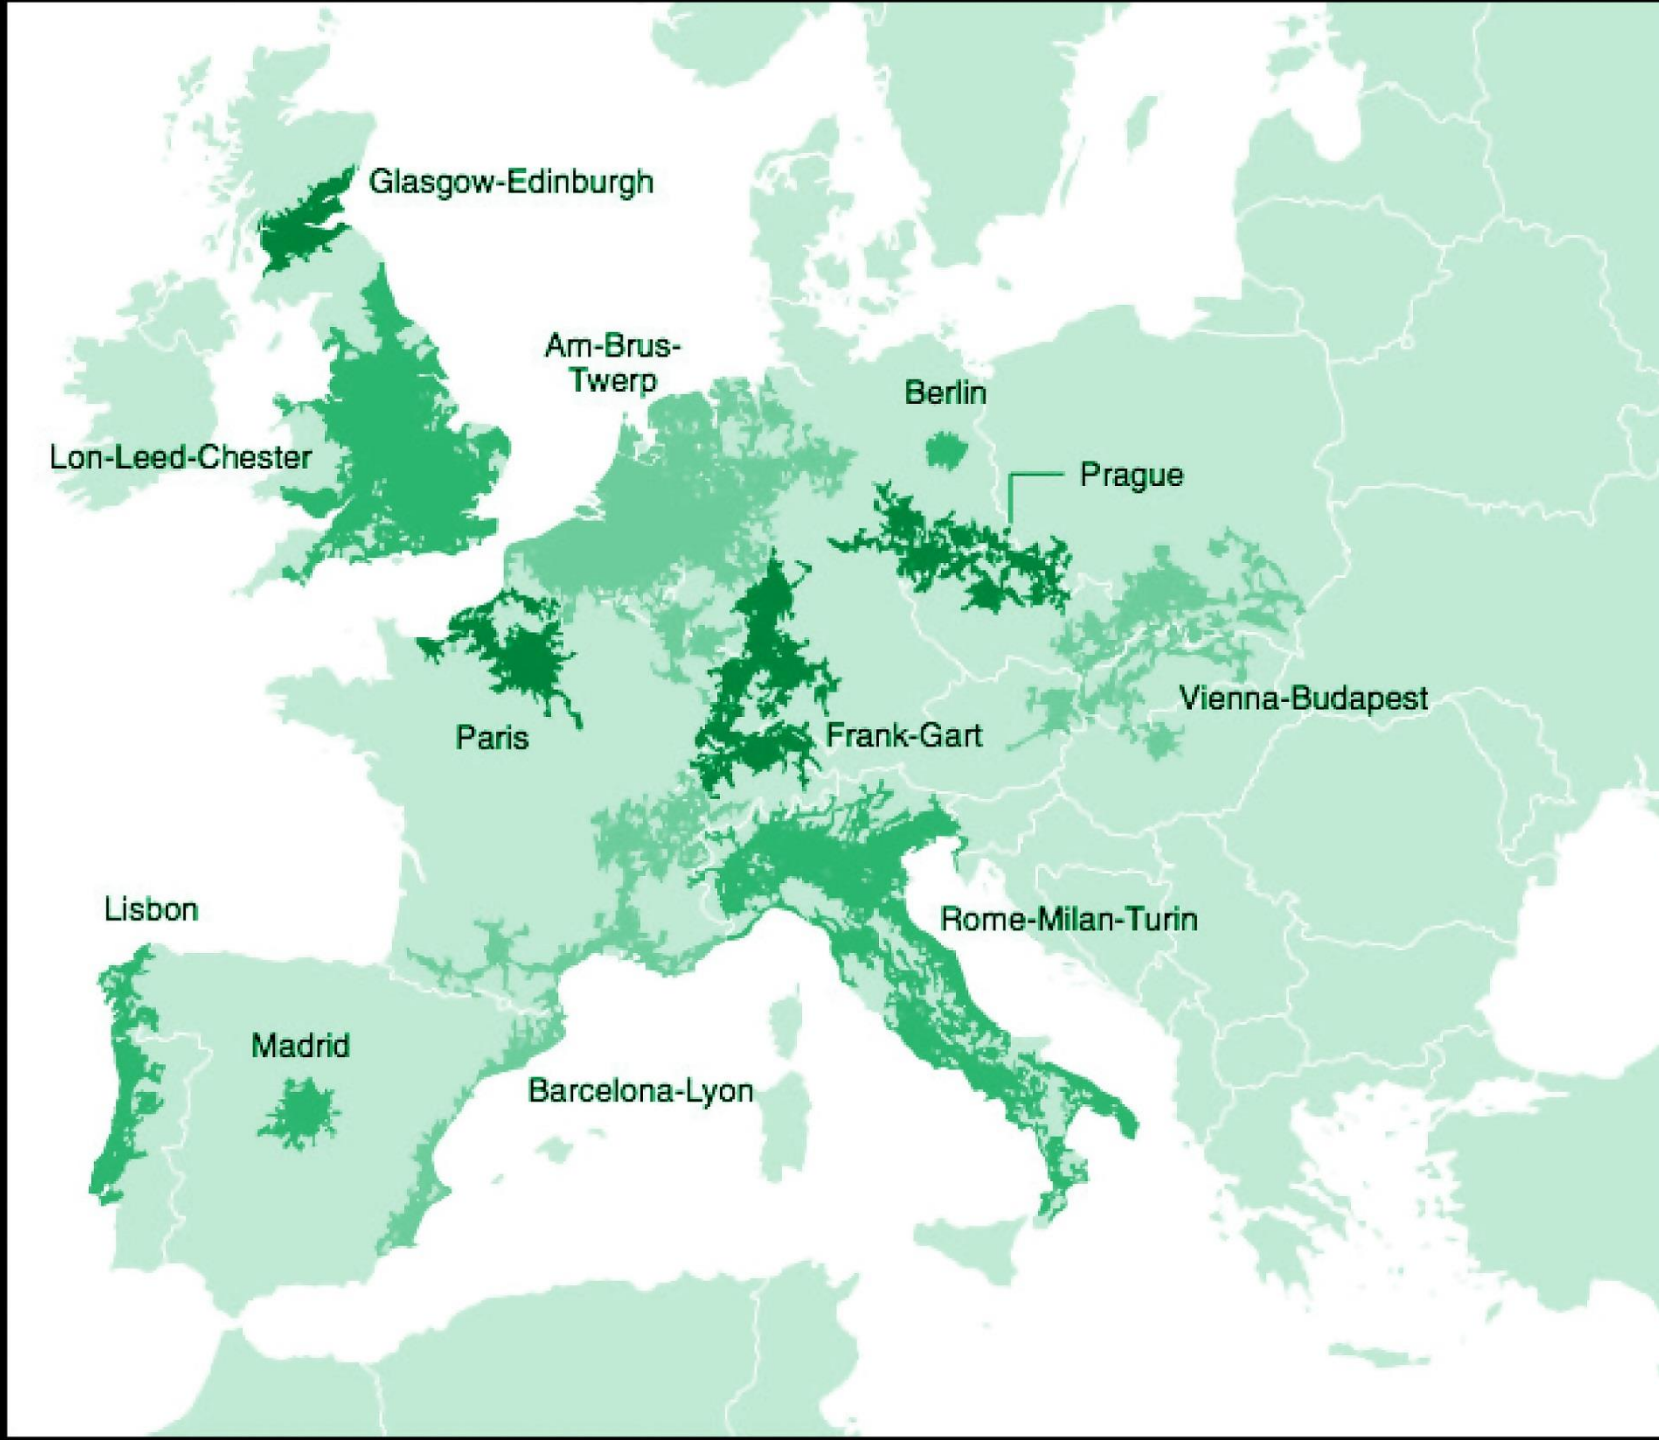 Glasgow-Edinburgh
Am-Brus-
Twerp
Berlin
Lon-Leed-Chester
Prague
Vienna-Budapest
Paris
Frank-Gart
Lisbon
Rome-Milan-Turin
Madrid
Barcelona-Lyon